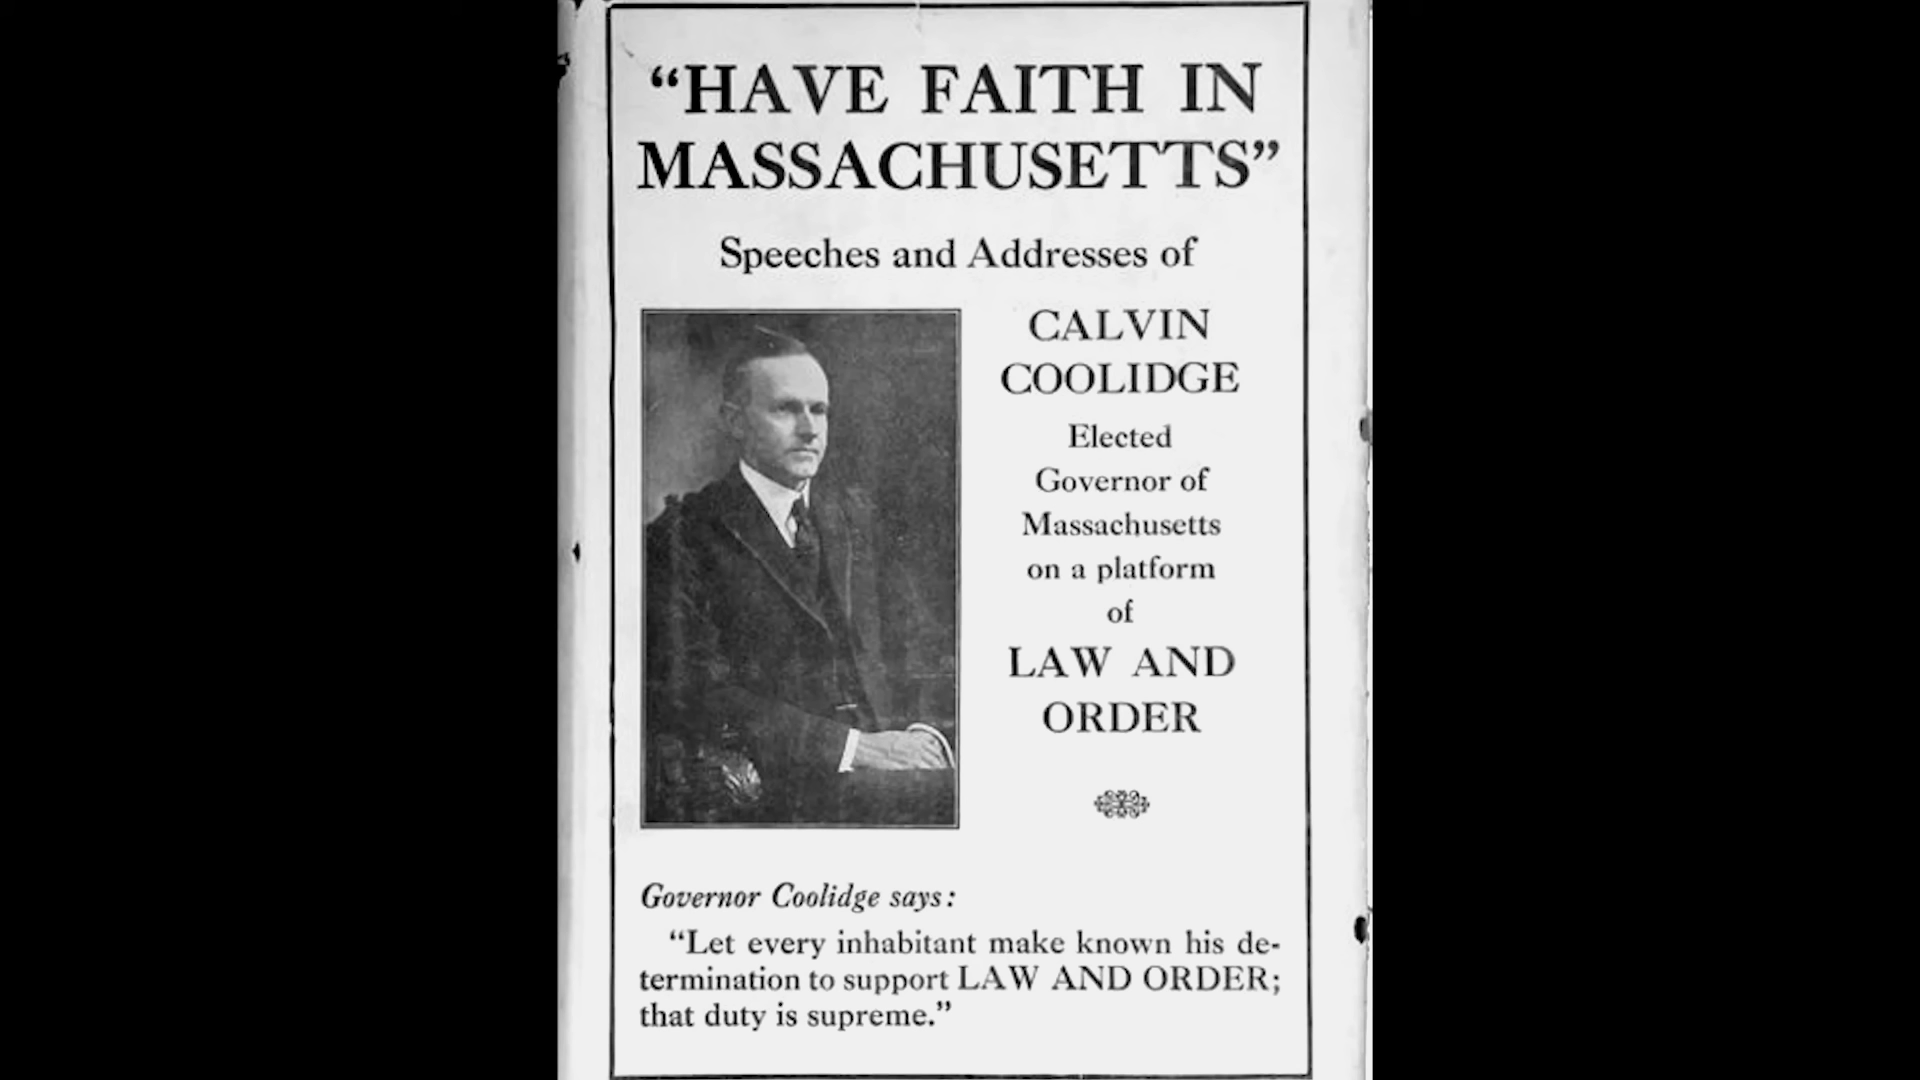 “HAVE FAITH IN
MASSACHUSETTS”
Speeches and Addresses of
CALVIN
COOLIDGE
Elected
Governor of
Massachusetts
on a platform
of
LAW AND
ORDER
Governor Coolidge says:
“Let every inhabitant make known his de-
termination to support LAW AND ORDER;
that duty is supreme.”